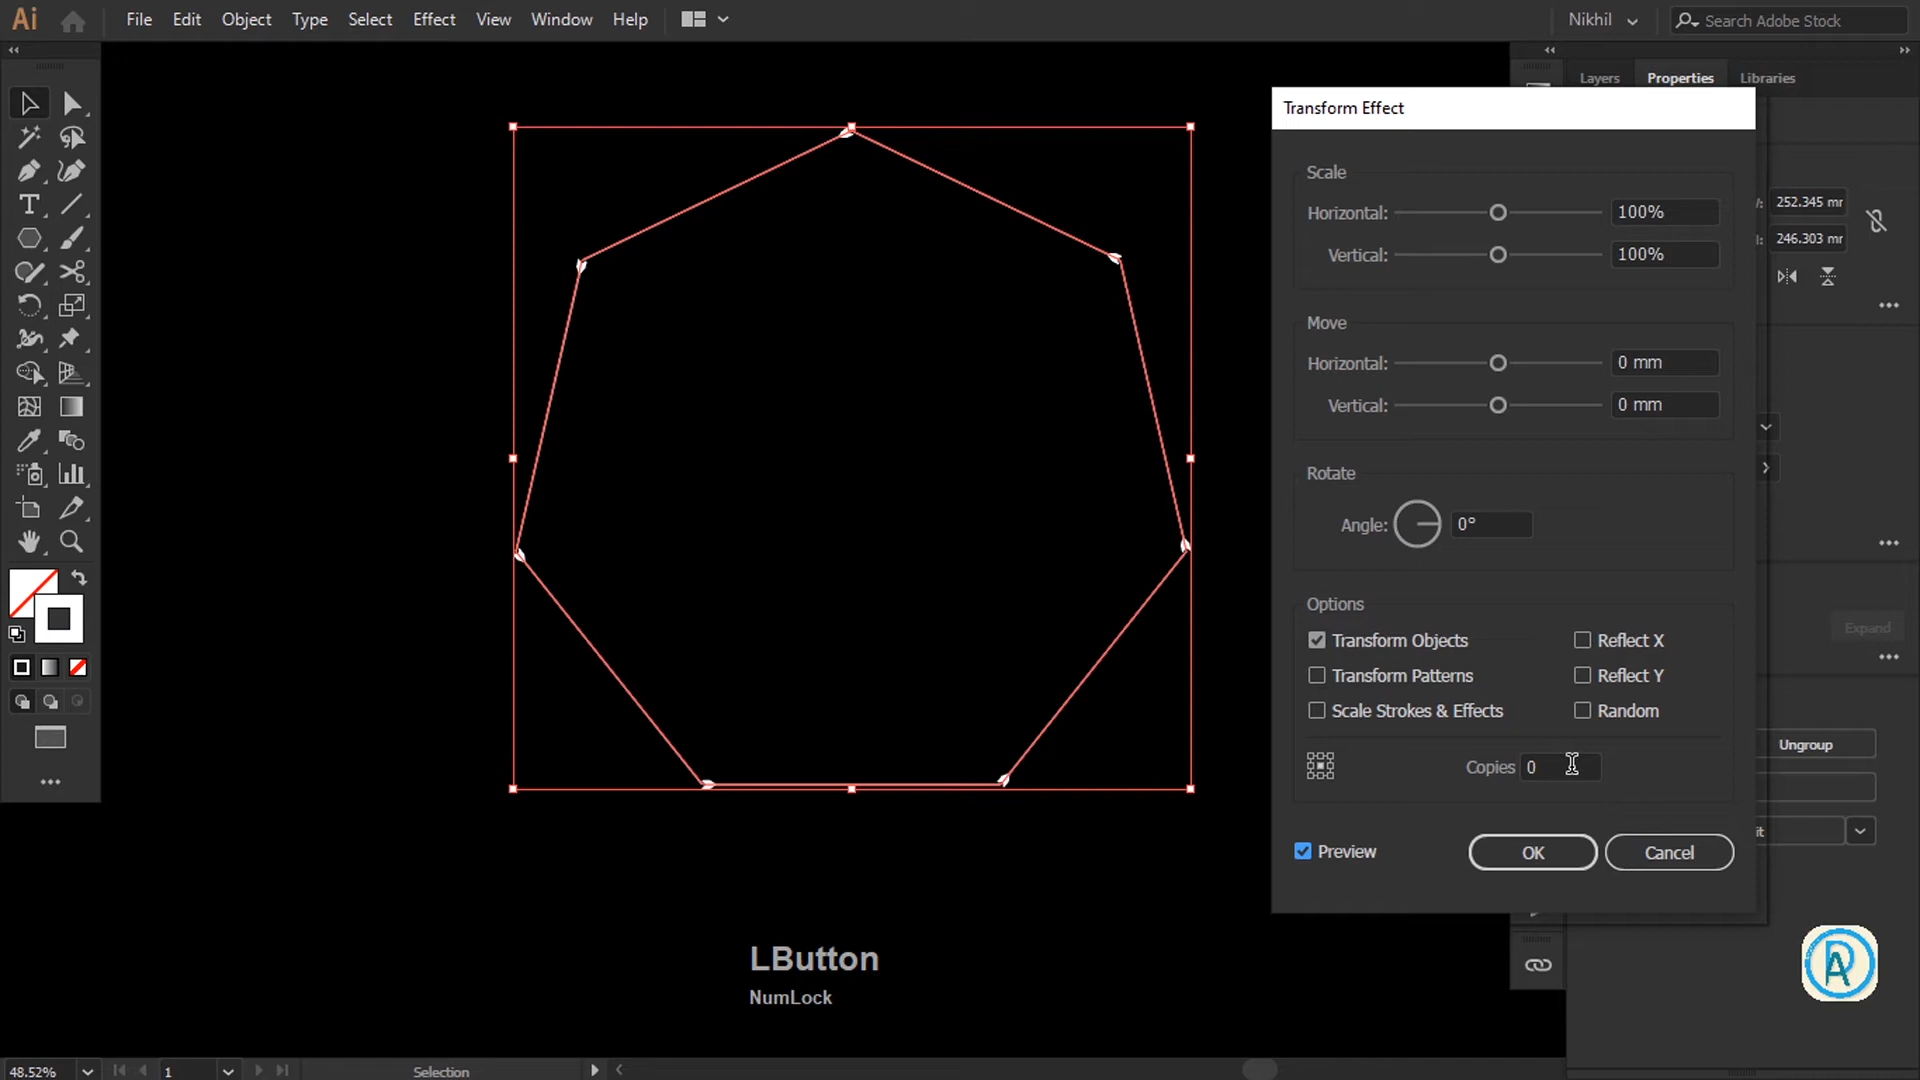 Ai File Edit Object Type Select Effect View Window Help Nikhil Search Adobe Stock
Layers Properties Libraries
Transform Effect
Scale
Horizontal: 100% 252.345 mr
Vertical: 100% 246.303 mr
Move
Horizontal: 0 mm
Vertical: 0 mm
Rotate
Angle: 0°
Options
Transform Objects Reflect X
Expand
Transform Patterns Reflect Y
Scale Strokes & Effects Random
Ungroup
Copies 0
it
Preview OK Cancel
LButton
NumLock
48.52% 1 Selection